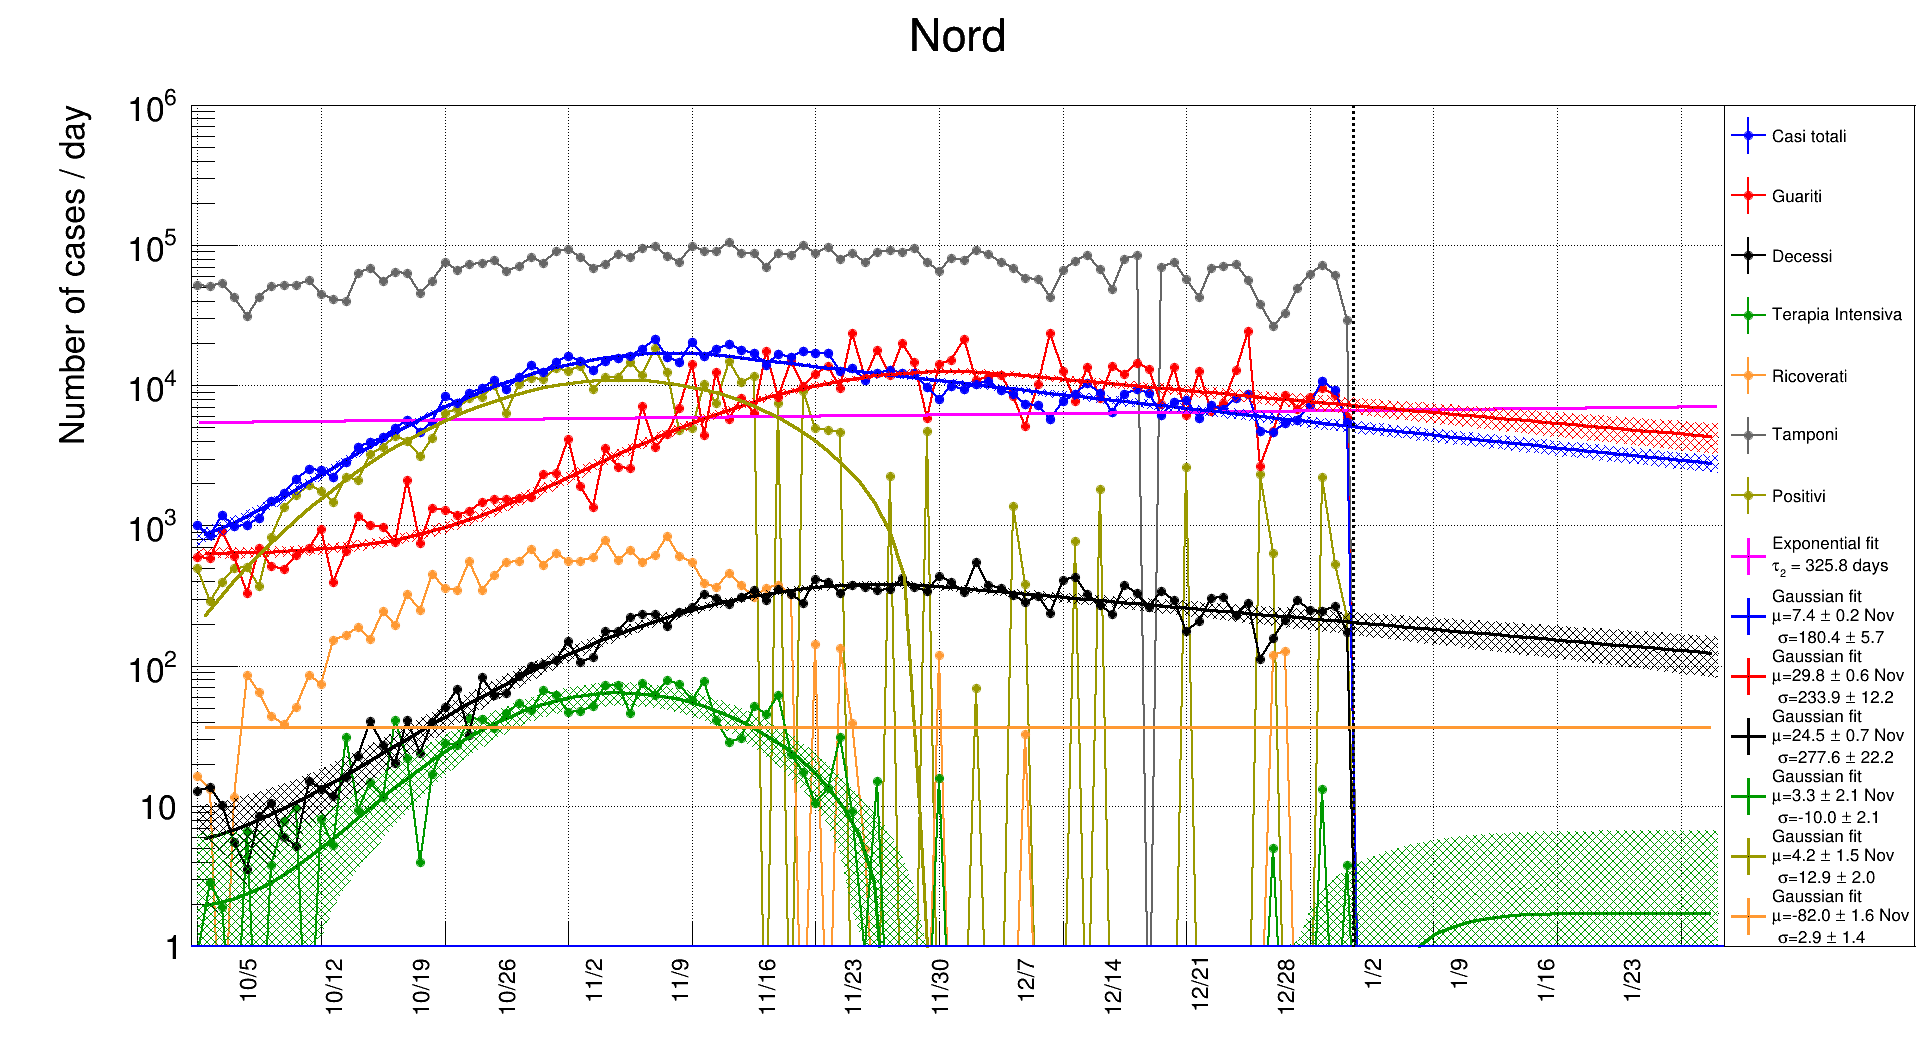 Nord
Number of cases / day
10^6
10^5
10^4
10^3
10^2
10
1
10/5
10/12
10/19
10/26
11/2
11/9
11/16
11/23
11/30
12/7
12/14
12/21
12/28
1/2
1/9
1/16
1/23
Casi totali
Guariti
Decessi
Terapia Intensiva
Ricoverati
Tamponi
Positivi
Exponential fit
τ₂ = 325.8 days
Gaussian fit
μ=7.4 ± 0.2 Nov
σ=180.4 ± 5.7
Gaussian fit
μ=29.8 ± 0.6 Nov
σ=233.9 ± 12.2
Gaussian fit
μ=24.5 ± 0.7 Nov
σ=277.6 ± 22.2
Gaussian fit
μ=3.3 ± 2.1 Nov
σ=-10.0 ± 2.1
Gaussian fit
μ=4.2 ± 1.5 Nov
σ=12.9 ± 2.0
Gaussian fit
μ=-82.0 ± 1.6 Nov
σ=2.9 ± 1.4